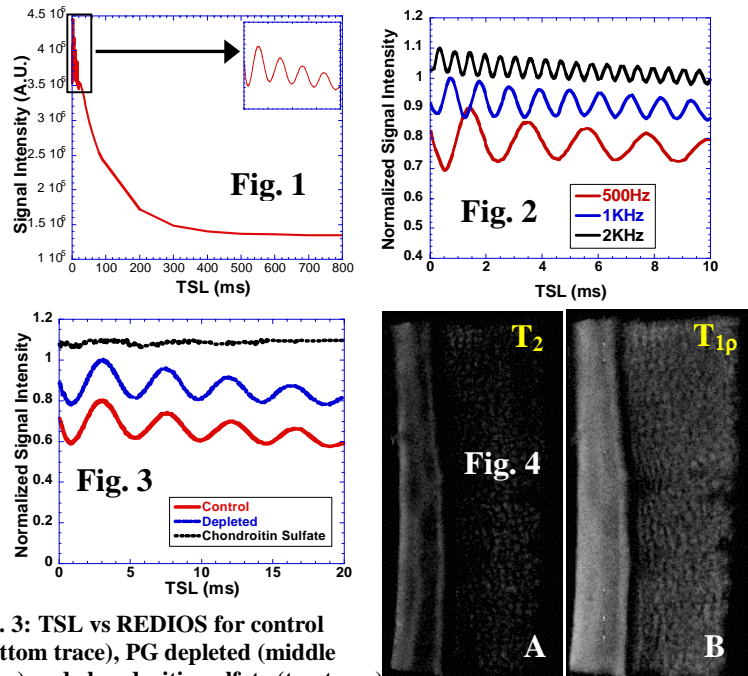 4.5 10⁵
3.5 10⁵
3.1 10⁵
2.5 10⁵
1.8 10⁵
1.5 10⁵
1 10⁵
Signal Intensity (A.U.)
Fig. 1
0 100 200 300 400 500 600 700 800
TSL (ms)
1.2
1.1
1
0.9
0.8
0.7
0.6
0.5
0.4
Normalized Signal Intensity
Fig. 2
500Hz
1KHz
2KHz
0 2 4 6 8 10
TSL (ms)
1.2
1
0.8
0.6
0.4
0.2
0
Normalized Signal Intensity
Fig. 3
Control
Depleted
Chondroitin Sulfate
0 5 10 15 20
TSL (ms)
T₂
T₁ρ
Fig. 4
A
B
. 3: TSL vs REDIOS for control
ttom trace), PG depleted (middle